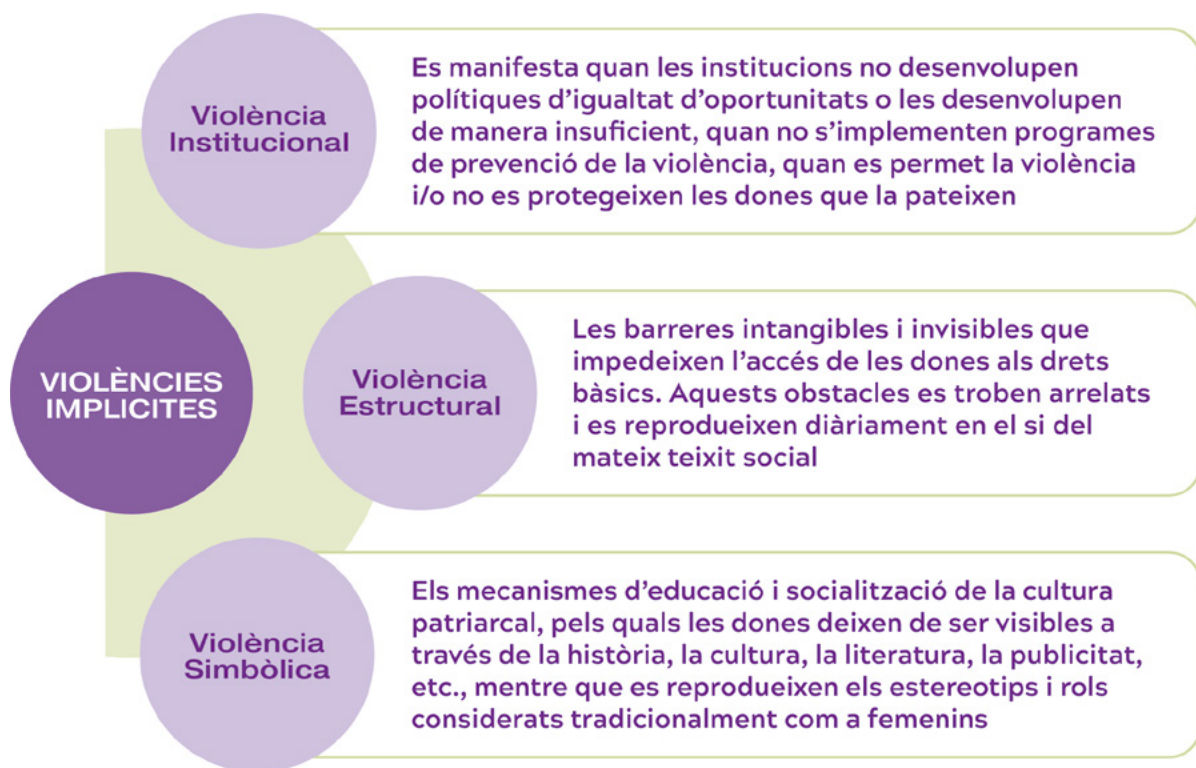 Violència
Institucional
Es manifesta quan les institucions no desenvolupen
polítiques d'igualtat d'oportunitats o les desenvolupen
de manera insuficient, quan no s'implementen programes
de prevenció de la violència, quan es permet la violència
i/o no es protegeixen les dones que la pateixen
VIOLÈNCIES
IMPLICITES
Violència
Estructural
Les barreres intangibles i invisibles que
impedeixen l'accés de les dones als drets
bàsics. Aquests obstacles es troben arrelats
i es reprodueixen diàriament en el si del
mateix teixit social
Violència
Simbòlica
Els mecanismes d'educació i socialització de la cultura
patriarcal, pels quals les dones deixen de ser visibles a
través de la història, la cultura, la literatura, la publicitat,
etc., mentre que es reprodueixen els estereotips i rols
considerats tradicionalment com a femenins